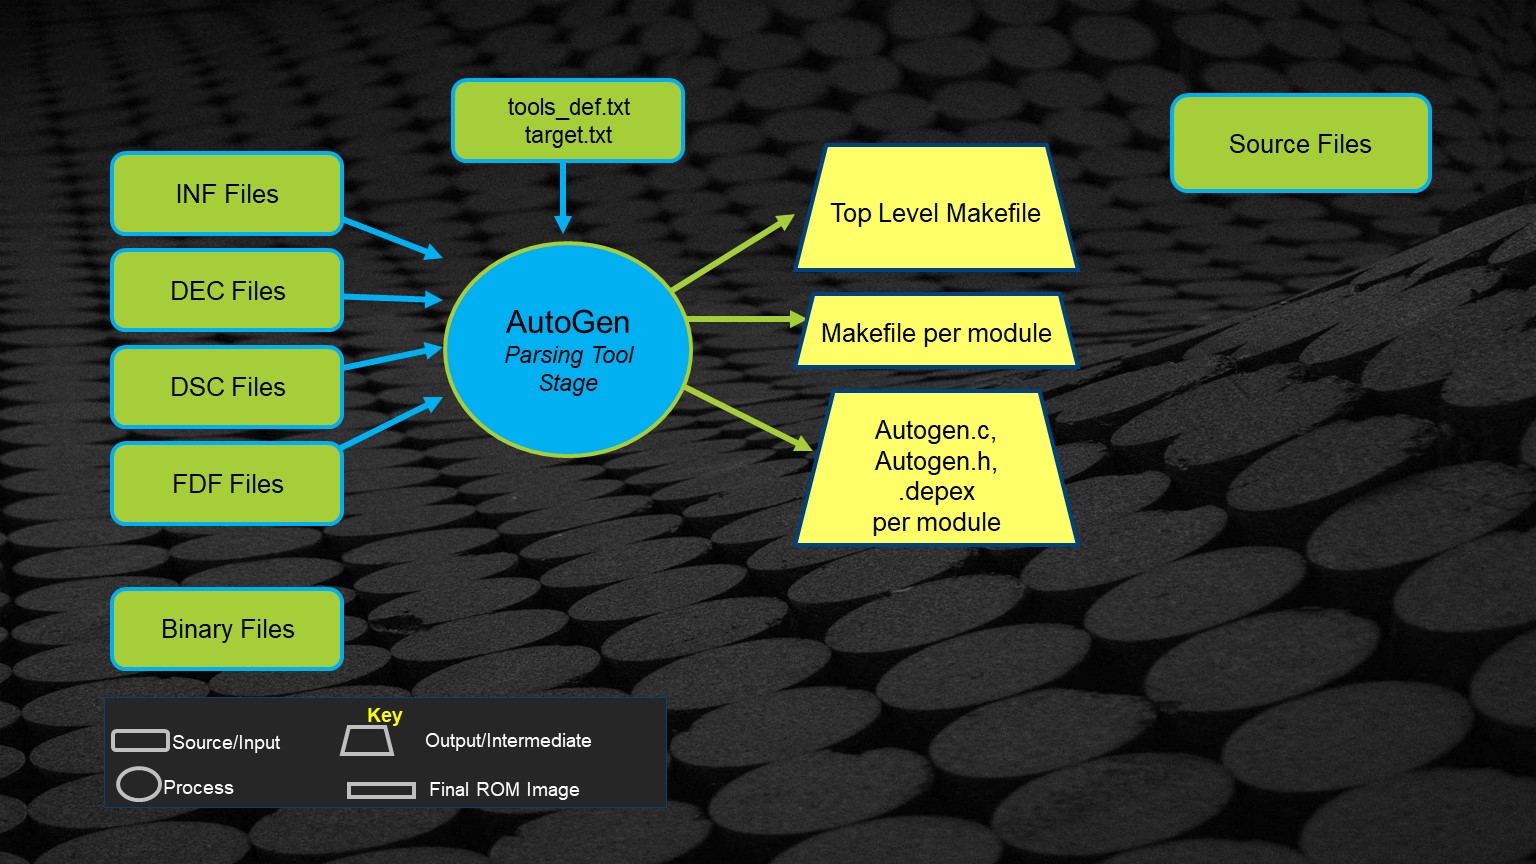 tools_def.txt
target.txt
Source Files
INF Files
DEC Files
DSC Files
FDF Files
Binary Files
AutoGen
Parsing Tool
Stage
Top Level Makefile
Makefile per module
Autogen.c,
Autogen.h,
.depex
per module
Key
Source/Input
Output/Intermediate
Process
Final ROM Image